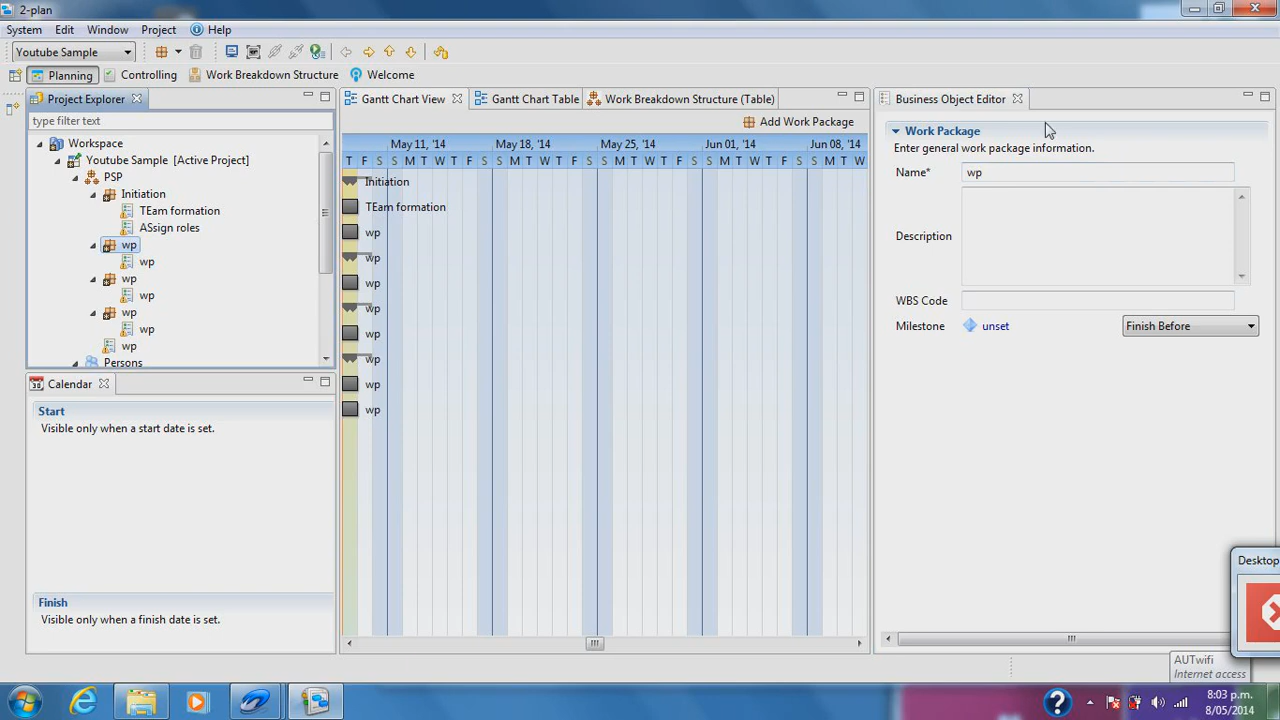 2-plan
System Edit Window Project Help
Youtube Sample
Planning Controlling Work Breakdown Structure Welcome
Project Explorer
type filter text
Workspace
Youtube Sample [Active Project]
PSP
Initiation
TEam formation
ASsign roles
wp
wp
wp
wp
wp
wp
wp
Persons
Calendar
Start
Visible only when a start date is set.
Finish
Visible only when a finish date is set.
Gantt Chart View Gantt Chart Table Work Breakdown Structure (Table)
Add Work Package
May 11, '14 May 18, '14 May 25, '14 Jun 01, '14 Jun 08, '14
T F S S M T W T F S S M T W T F S S M T W T F S S M T W T F S S M T W
Initiation
TEam formation
wp
wp
wp
wp
wp
wp
wp
wp
Business Object Editor
Work Package
Enter general work package information.
Name* wp
Description
WBS Code
Milestone unset Finish Before
Desktop
AUTwifi
Internet access
8:03 p.m.
8/05/2014